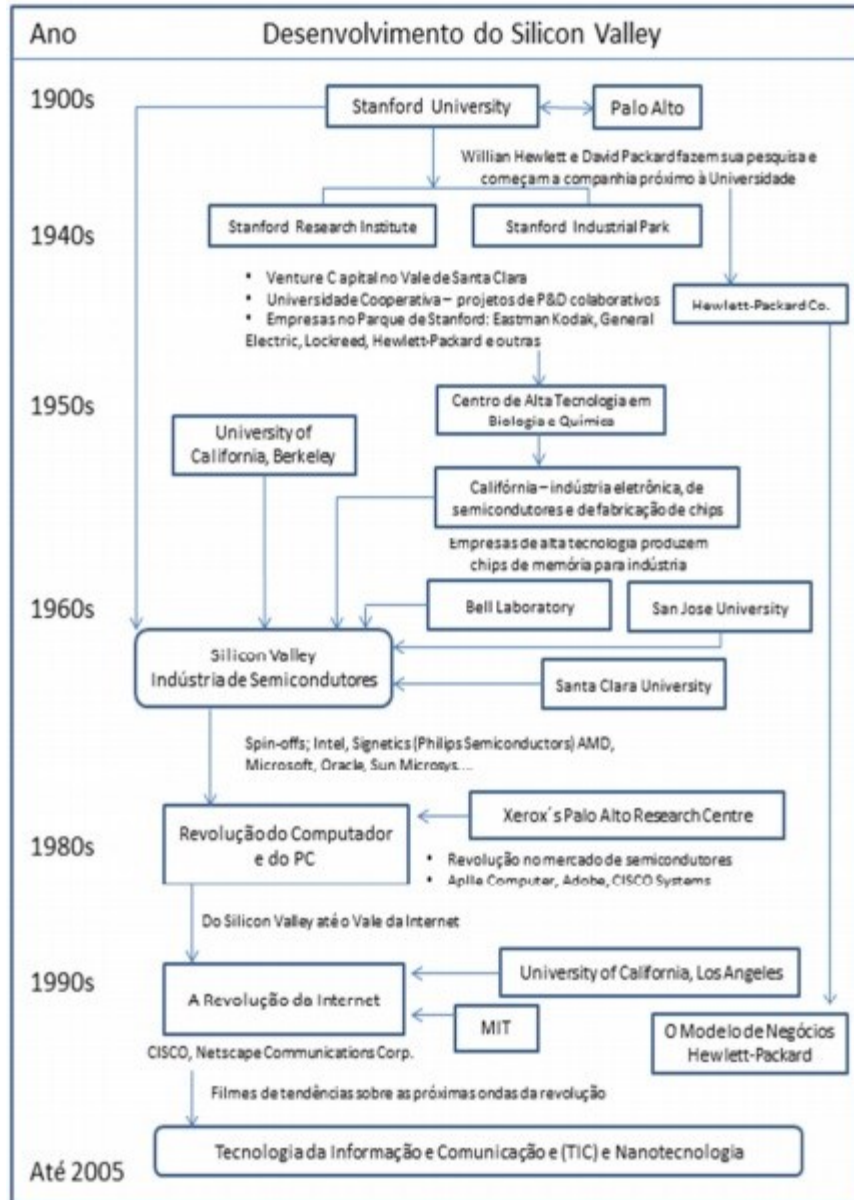 Ano
Desenvolvimento do Silicon Valley
1900s
Stanford University
Palo Alto
Willian Hewlett e David Packard fazem sua pesquisa e
começam a companhia próximo à Universidade
1940s
Stanford Research Institute
Stanford Industrial Park
• Venture Capital no Vale de Santa Clara
• Universidade Cooperativa – projetos de P&D colaborativos
• Empresas no Parque de Stanford: Eastman Kodak, General
Electric, Lockreed, Hewlett-Packard e outras
Hewlett-Packard Co.
1950s
Centro de Alta Tecnologia em
Biologia e Química
University of
California, Berkeley
Califórnia – indústria eletrônica, de
semicondutores e de fabricação de chips
Empresas de alta tecnologia produzem
chips de memória para indústria
1960s
Bell Laboratory
San Jose University
Silicon Valley
Indústria de Semicondutores
Santa Clara University
Spin-offs; Intel, Signetics (Philips Semiconductors) AMD,
Microsoft, Oracle, Sun Microsys....
Xerox´s Palo Alto Research Centre
1980s
Revolução do Computador
e do PC
• Revolução no mercado de semicondutores
• Aplle Computer, Adobe, CISCO Systems
Do Silicon Valley até o Vale da Internet
1990s
University of California, Los Angeles
A Revolução da Internet
MIT
O Modelo de Negócios
Hewlett-Packard
CISCO, Netscape Communications Corp.
Filmes de tendências sobre as próximas ondas da revolução
Tecnologia da Informação e Comunicação e (TIC) e Nanotecnologia
Até 2005